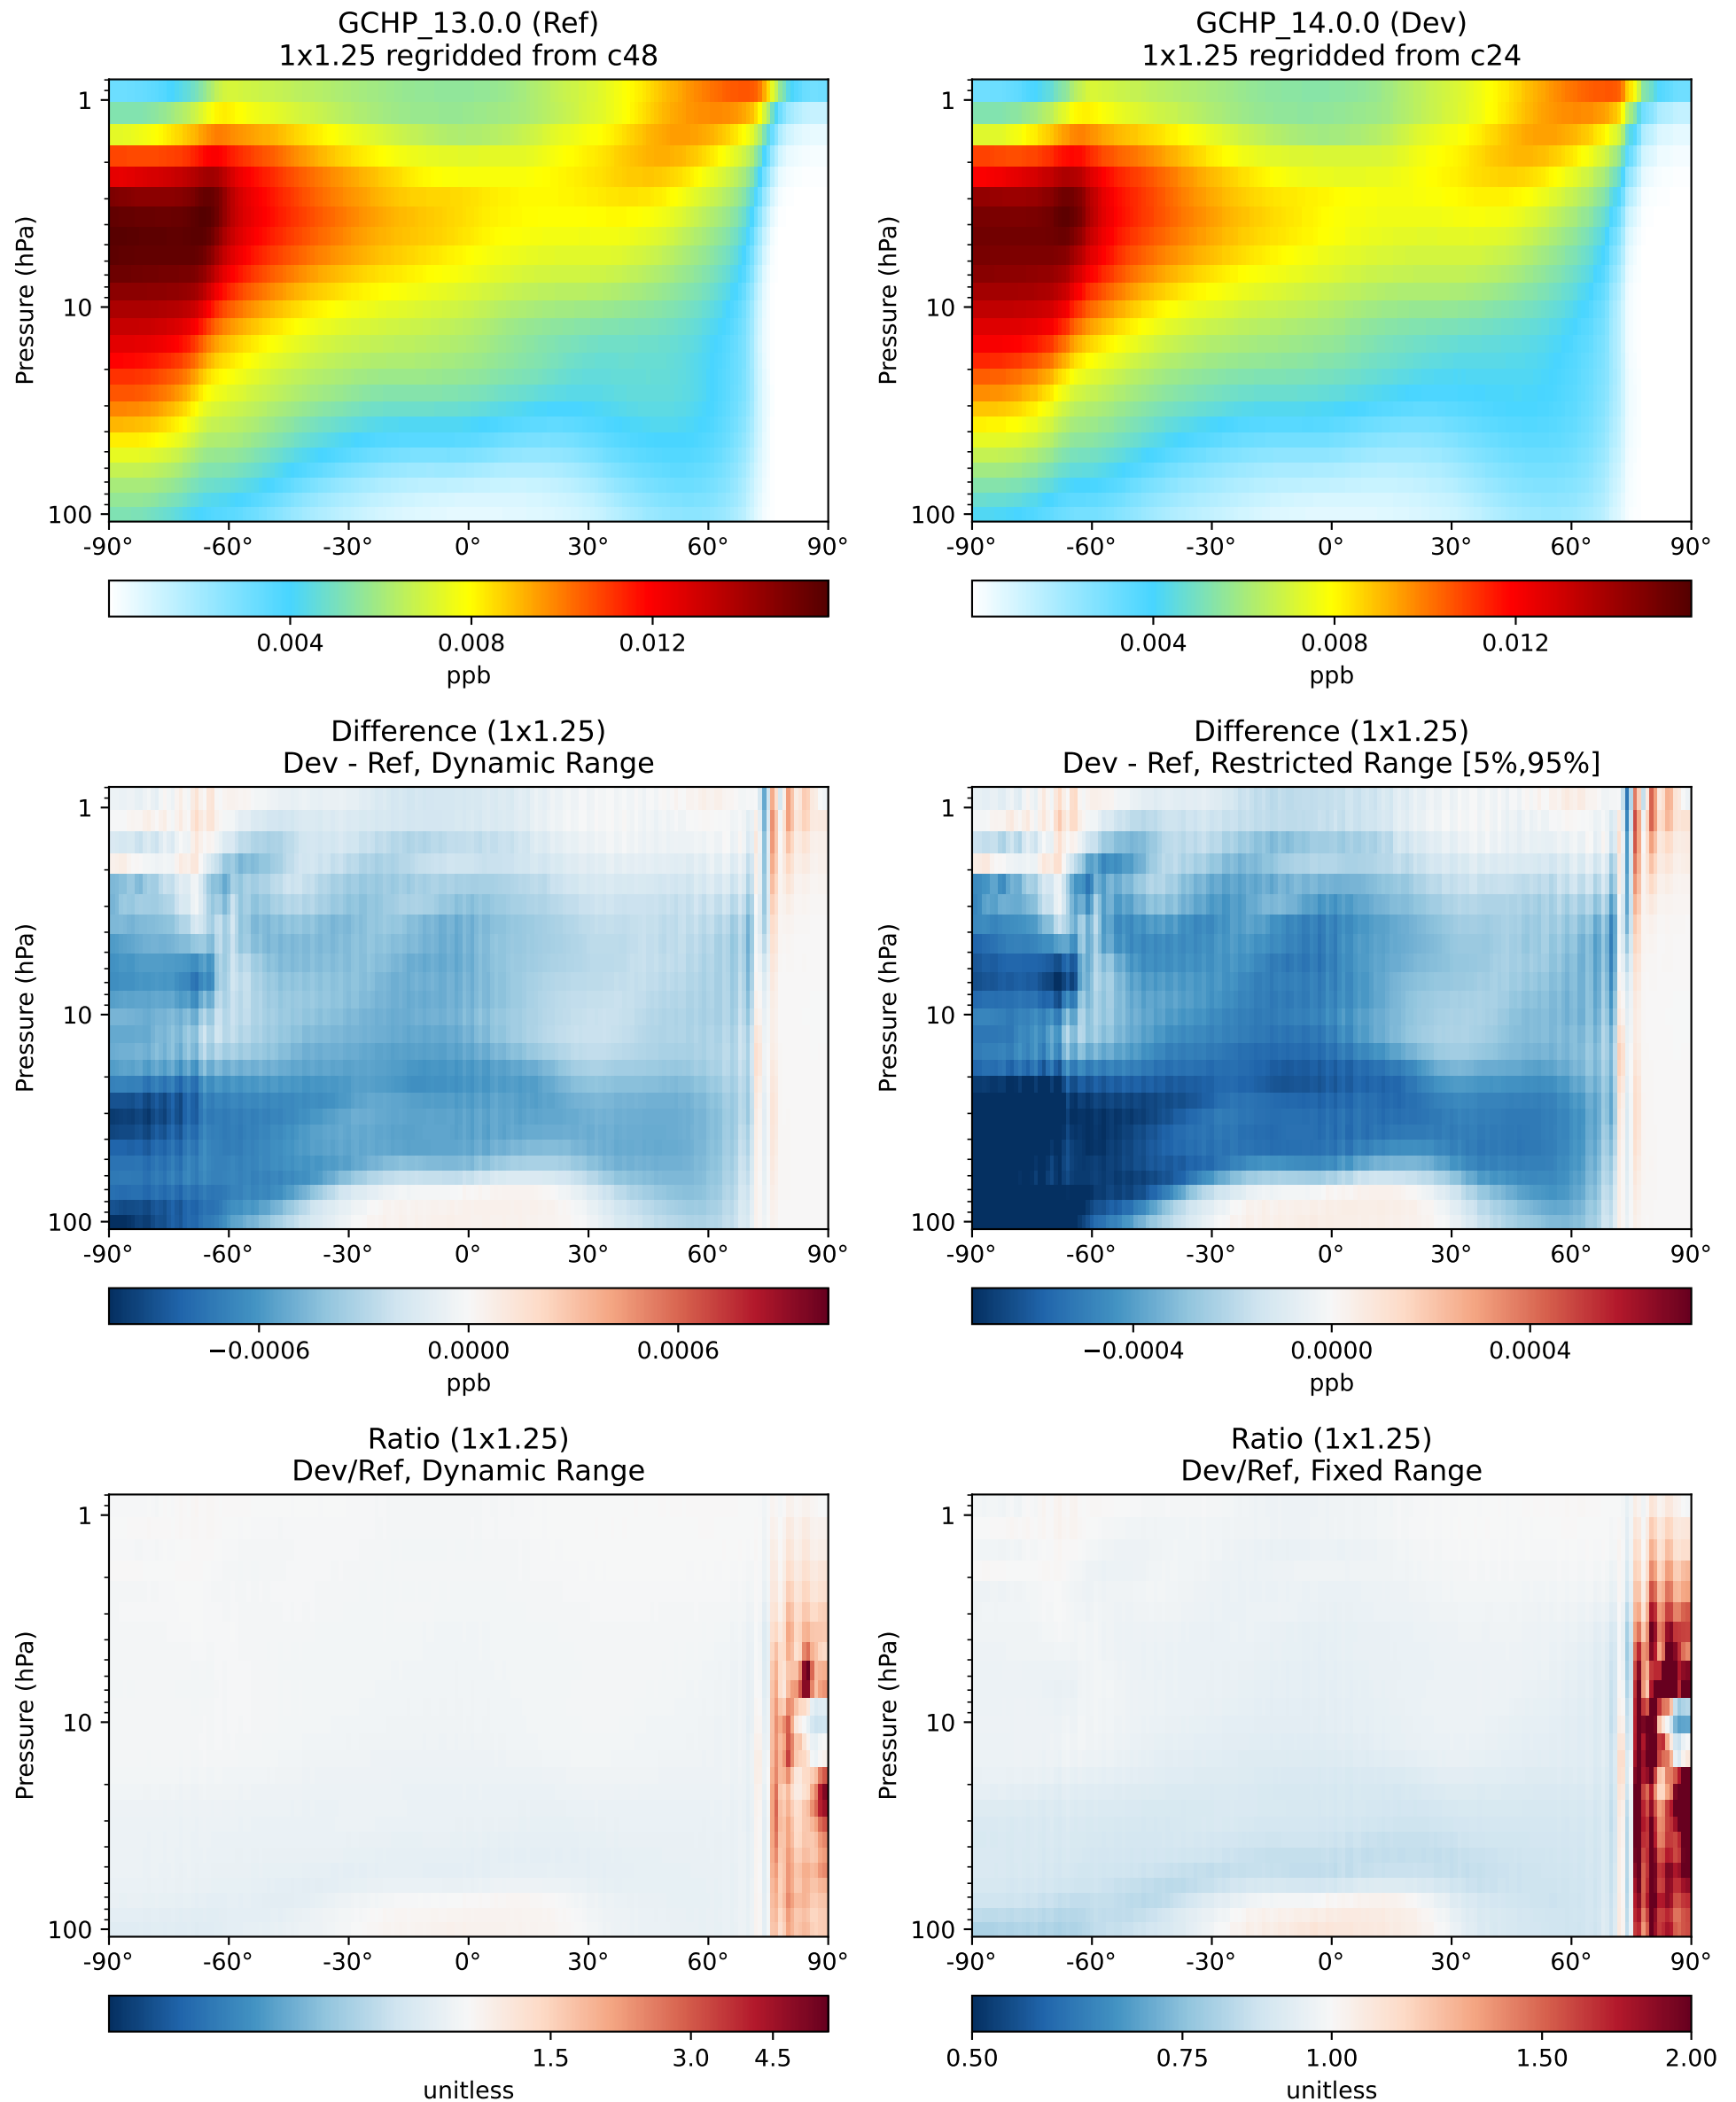 GCHP_13.0.0 (Ref)
1x1.25 regridded from c48
GCHP_14.0.0 (Dev)
1x1.25 regridded from c24
Pressure (hPa)
1
10
100
-90° -60° -30° 0° 30° 60° 90°
0.004 0.008 0.012
ppb
Pressure (hPa)
1
10
100
-90° -60° -30° 0° 30° 60° 90°
0.004 0.008 0.012
ppb
Difference (1x1.25)
Dev - Ref, Dynamic Range
Difference (1x1.25)
Dev - Ref, Restricted Range [5%,95%]
Pressure (hPa)
1
10
100
-90° -60° -30° 0° 30° 60° 90°
−0.0006 0.0000 0.0006
ppb
Pressure (hPa)
1
10
100
-90° -60° -30° 0° 30° 60° 90°
−0.0004 0.0000 0.0004
ppb
Ratio (1x1.25)
Dev/Ref, Dynamic Range
Ratio (1x1.25)
Dev/Ref, Fixed Range
Pressure (hPa)
1
10
100
-90° -60° -30° 0° 30° 60° 90°
1.5 3.0 4.5
unitless
Pressure (hPa)
1
10
100
-90° -60° -30° 0° 30° 60° 90°
0.50 0.75 1.00 1.50 2.00
unitless